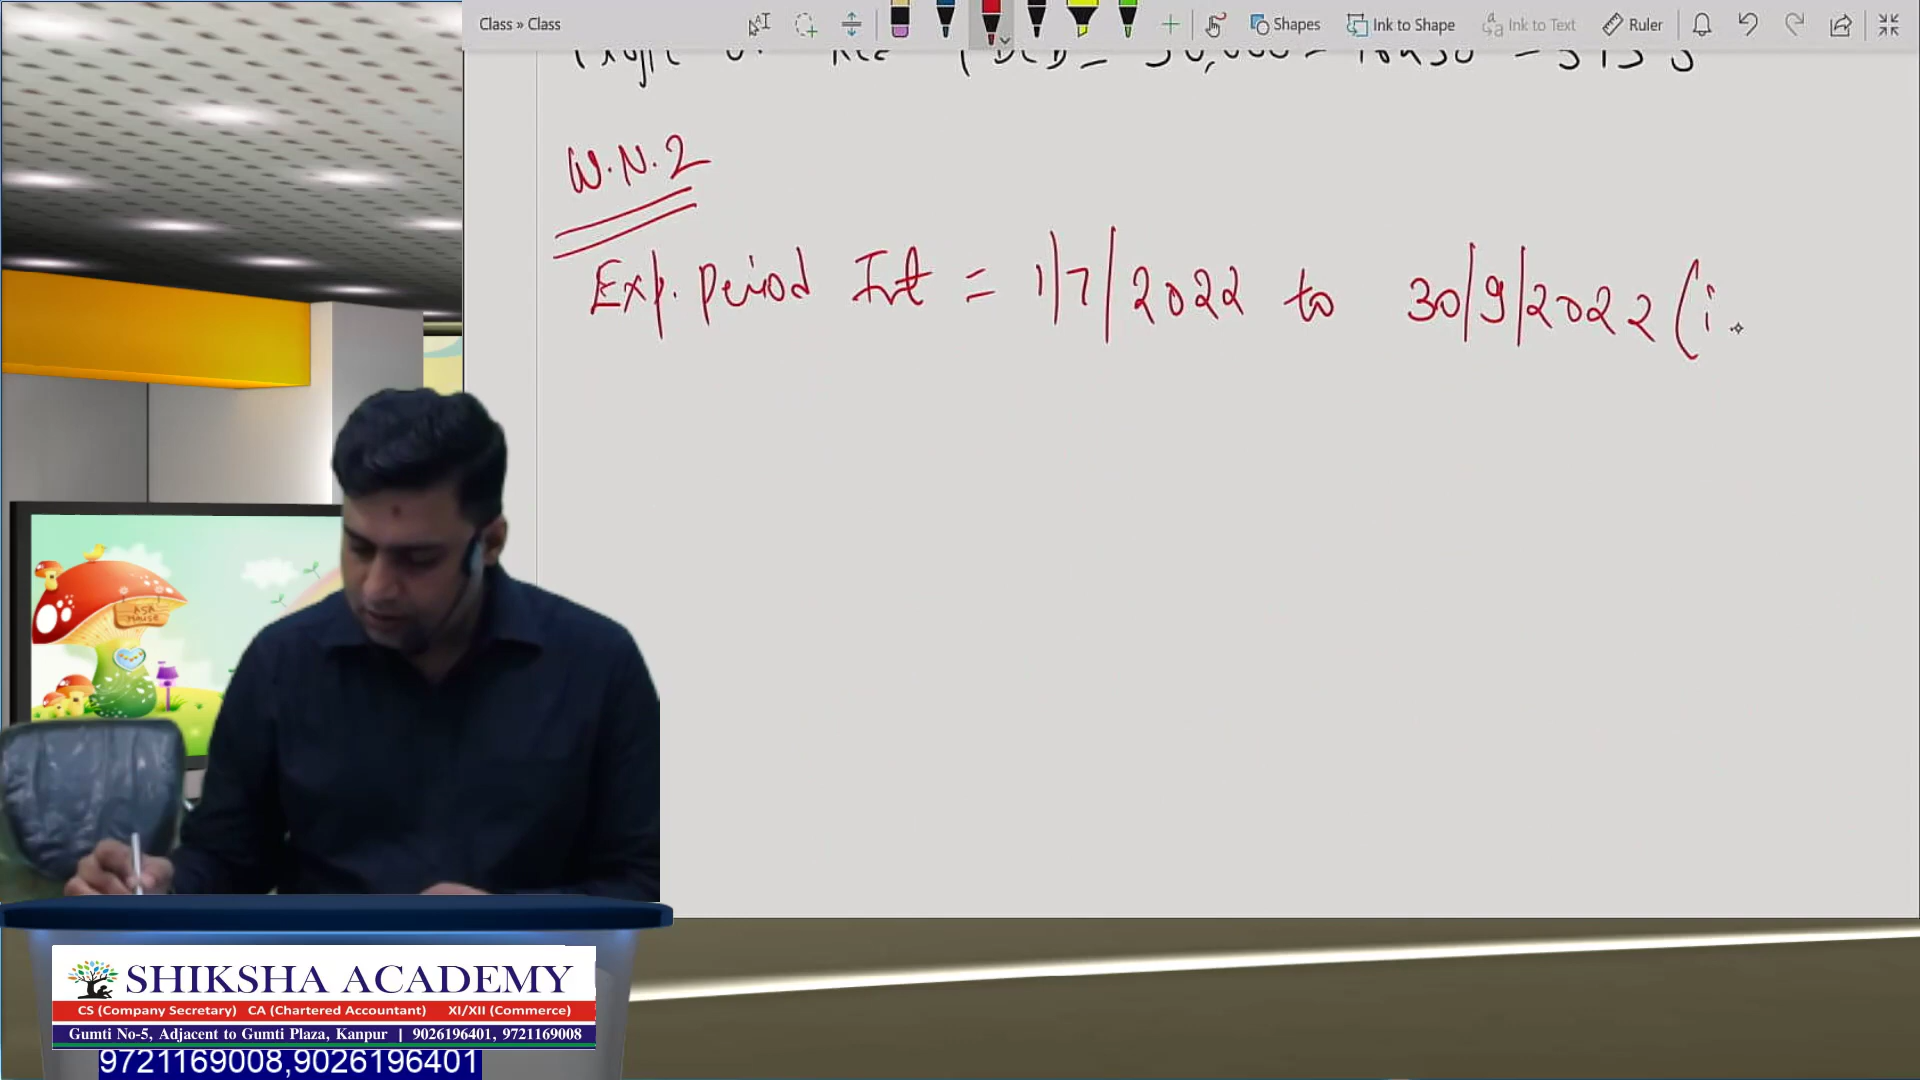 Class » Class
Shapes
Ink to Shape
Ink to Text
Ruler
W.N.2
Exp. Period Int = 1/7/2022 to 30/9/2022 (i.
ASA
HOUSE
SHIKSHA ACADEMY
CS (Company Secretary) CA (Chartered Accountant) XI/XII (Commerce)
Gumti No-5, Adjacent to Gumti Plaza, Kanpur | 9026196401, 9721169008
9721169008,9026196401